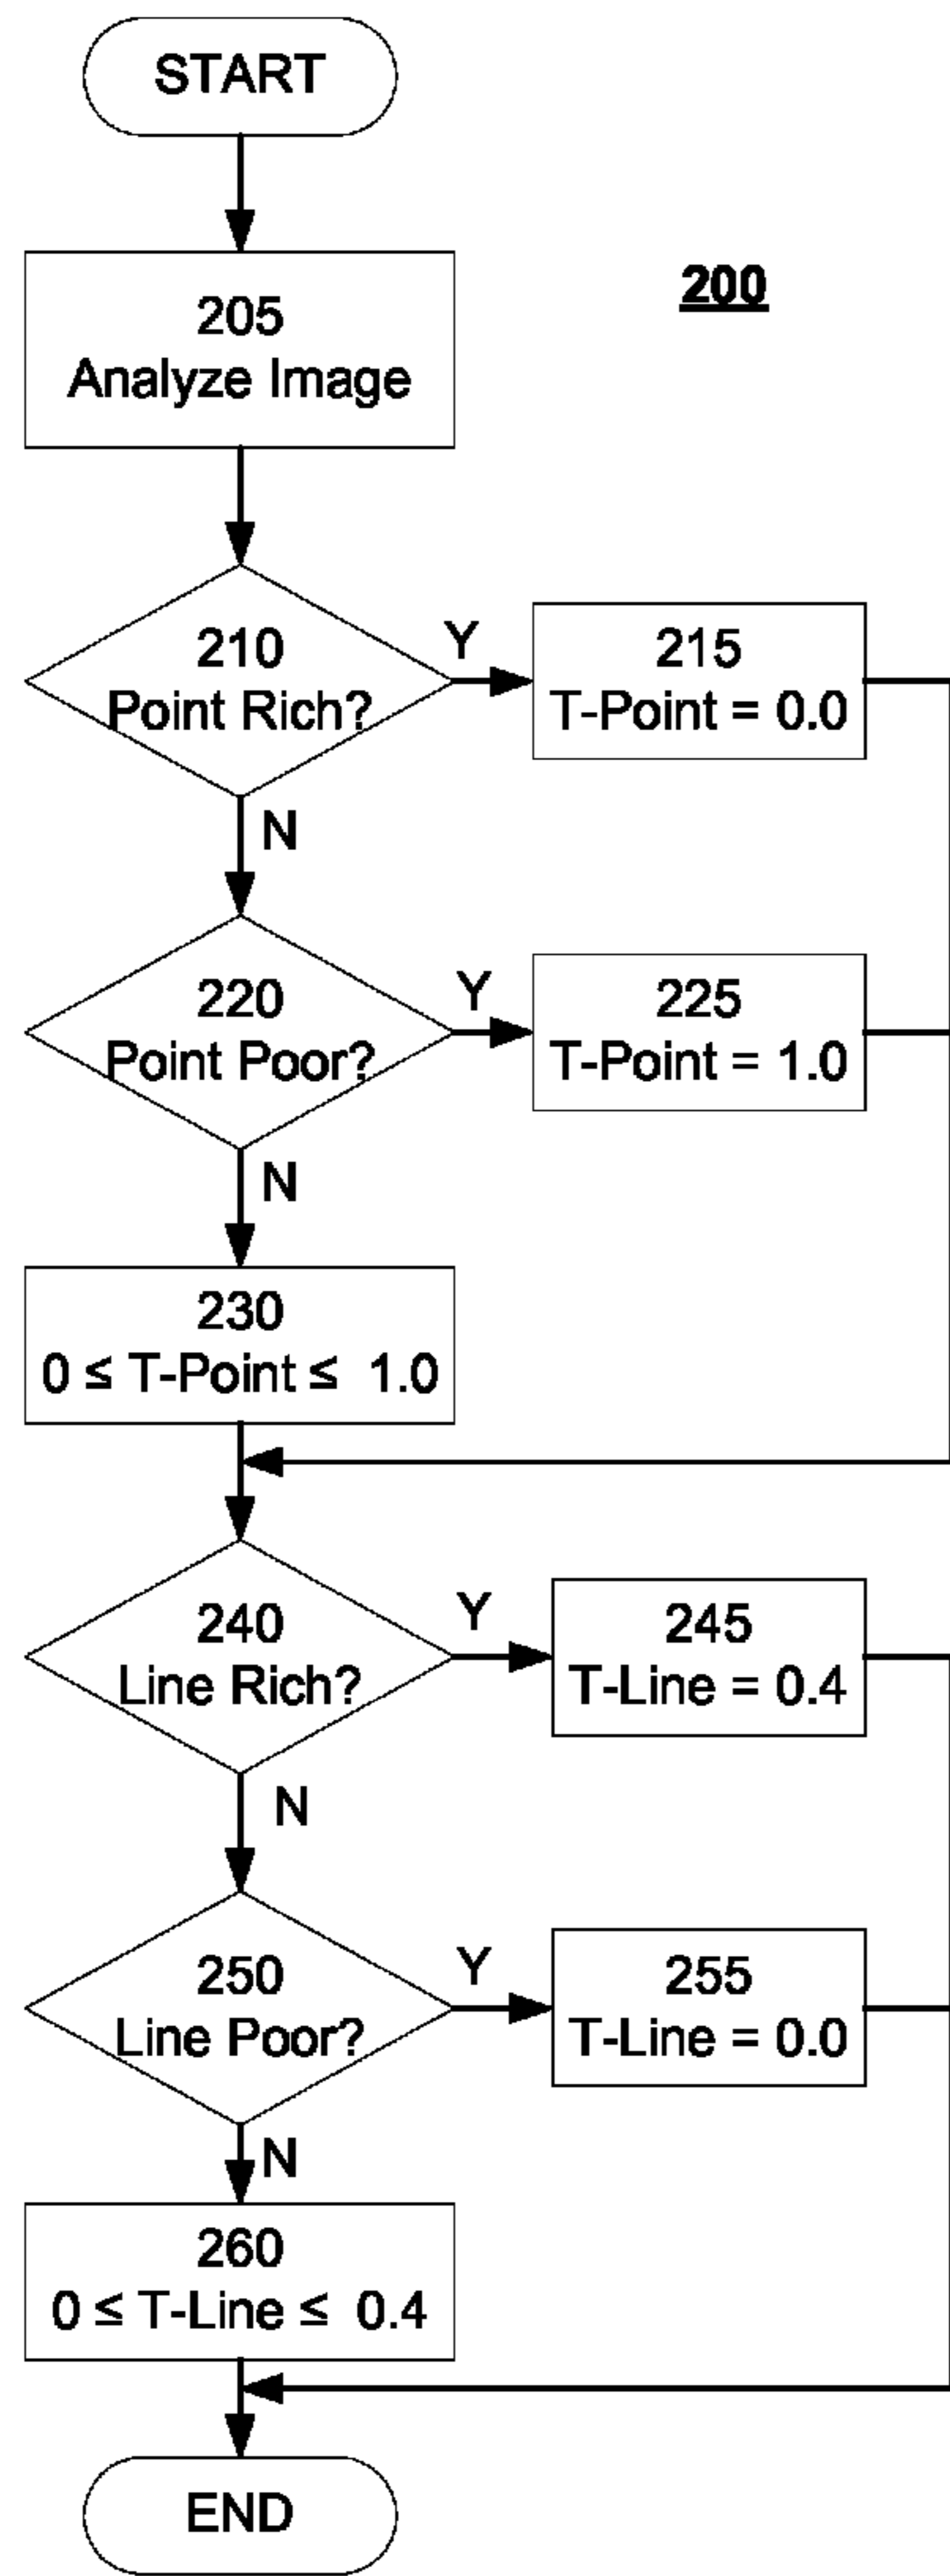 START
200
205
Analyze Image
210
Point Rich?
Y
215
T-Point = 0.0
N
220
Point Poor?
Y
225
T-Point = 1.0
N
230
0 ≤ T-Point ≤ 1.0
240
Line Rich?
Y
245
T-Line = 0.4
N
250
Line Poor?
Y
255
T-Line = 0.0
N
260
0 ≤ T-Line ≤ 0.4
END